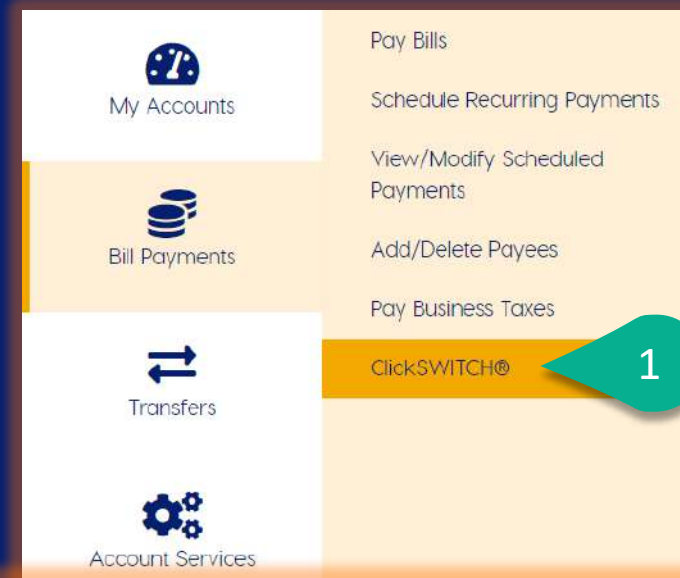 My Accounts
Bill Payments
Transfers
Account Services
Pay Bills
Schedule Recurring Payments
View/Modify Scheduled
Payments
Add/Delete Payees
Pay Business Taxes
ClickSWITCH®
1